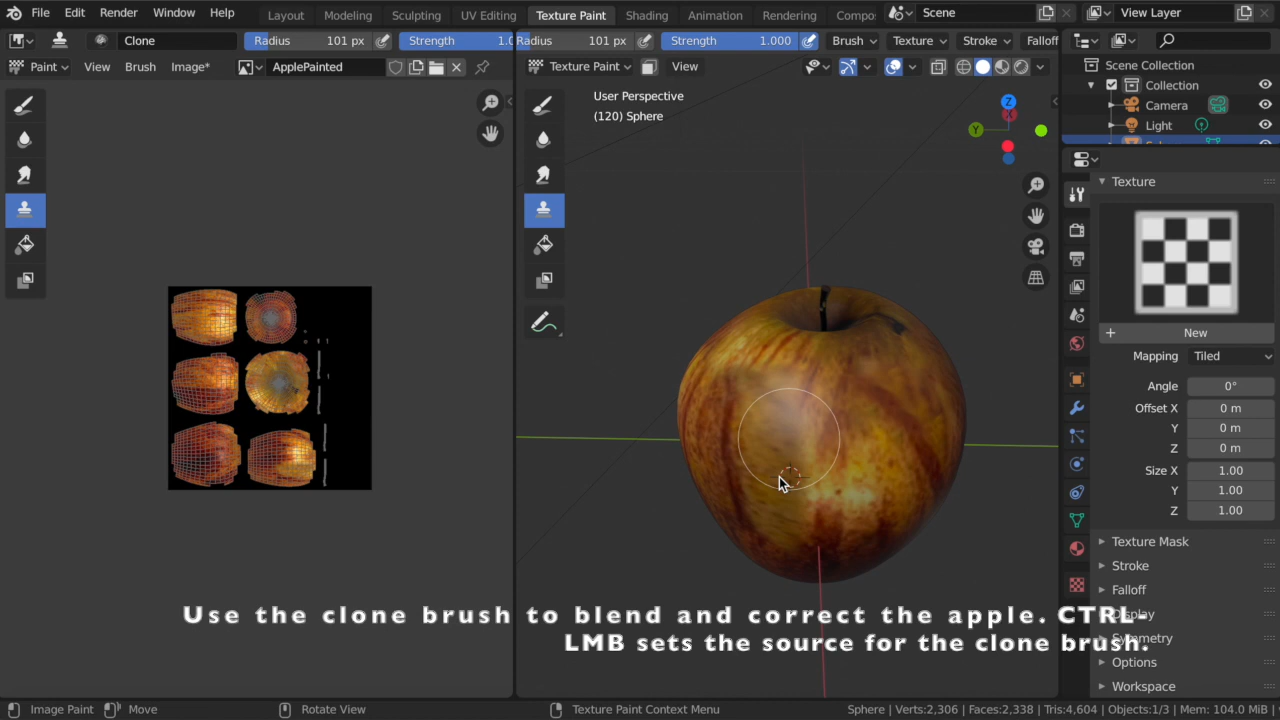 File Edit Render Window Help Layout Modeling Sculpting UV Editing Texture Paint Shading Animation Rendering Compo Scene View Layer
Clone Radius 101 px Strength 1.0 Radius 101 px Strength 1.000 Brush Texture Stroke Falloff
Paint View Brush Image* ApplePainted Texture Paint View
Scene Collection
Collection
Camera
Light
User Perspective
(120) Sphere
Z
Y
Texture
New
Mapping Tiled
Angle 0°
Offset X 0 m
Y 0 m
Z 0 m
Size X 1.00
Y 1.00
Z 1.00
Texture Mask
Stroke
Falloff
Display
Symmetry
Options
Workspace
Use the clone brush to blend and correct the apple. CTRL-
LMB sets the source for the clone brush.
Image Paint Move Rotate View Texture Paint Context Menu Sphere | Verts:2,306 | Faces:2,338 | Tris:4,604 | Objects:1/3 | Mem: 104.0 MiB